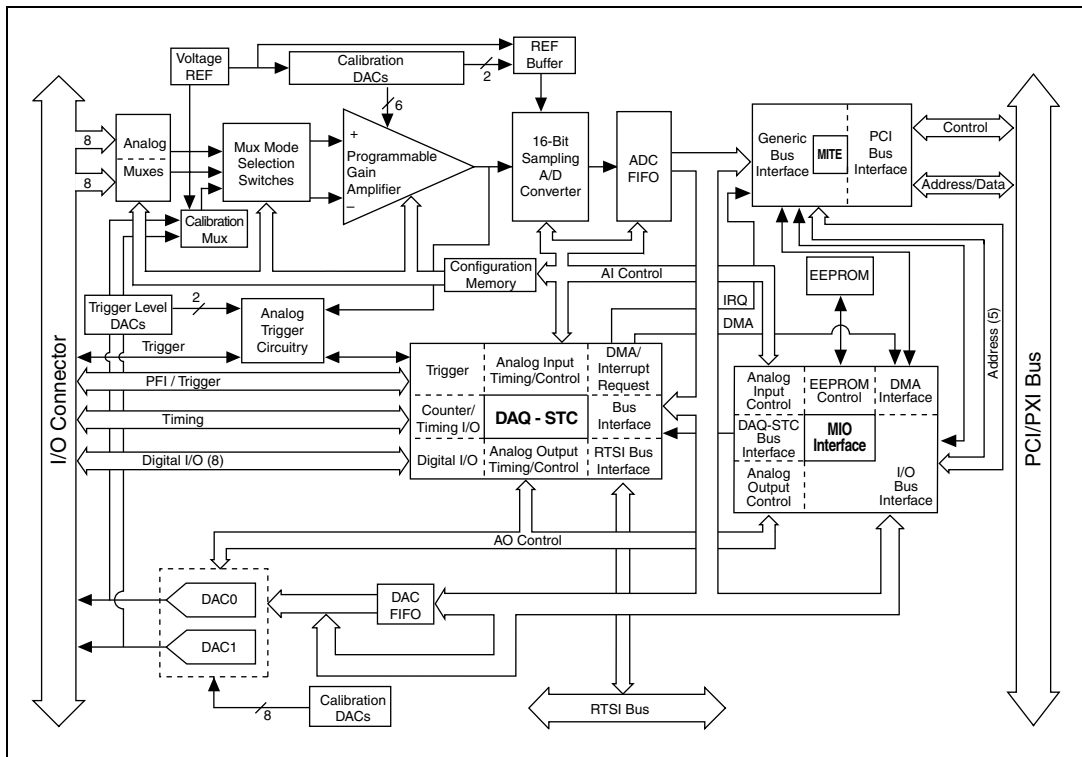 Voltage
REF
Calibration
DACs
2
REF
Buffer
6
8
8
Analog
Muxes
Mux Mode
Selection
Switches
+
Programmable
Gain
Amplifier
–
Calibration
Mux
16-Bit
Sampling
A/D
Converter
ADC
FIFO
Generic
Bus
Interface
MITE
PCI
Bus
Interface
Control
Address/Data
Configuration
Memory
AI Control
EEPROM
IRQ
DMA
Address (5)
Trigger Level
DACs
2
Analog
Trigger
Circuitry
Trigger
PFI / Trigger
Timing
Digital I/O (8)
I/O Connector
PCI/PXI Bus
Trigger
Analog Input
Timing/Control
DMA/
Interrupt
Request
Counter/
Timing I/O
DAQ - STC
Bus
Interface
Digital I/O
Analog Output
Timing/Control
RTSI Bus
Interface
Analog
Input
Control
EEPROM
Control
DMA
Interface
DAQ-STC
Bus
Interface
MIO
Interface
Analog
Output
Control
I/O
Bus
Interface
AO Control
DAC0
DAC1
DAC
FIFO
8
Calibration
DACs
RTSI Bus